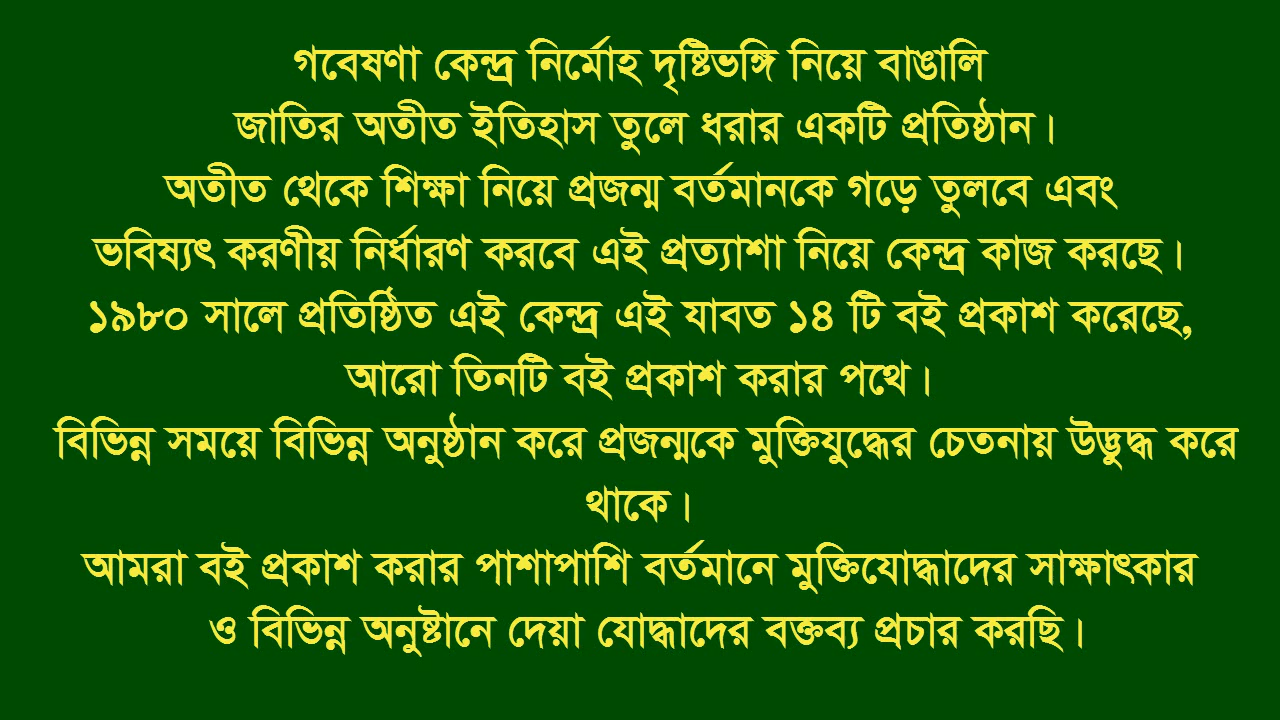 গবেষণা কেন্দ্র নির্মোহ দৃষ্টিভঙ্গি নিয়ে বাঙালি
জাতির অতীত ইতিহাস তুলে ধরার একটি প্রতিষ্ঠান।
অতীত থেকে শিক্ষা নিয়ে প্রজন্ম বর্তমানকে গড়ে তুলবে এবং
ভবিষ্যৎ করণীয় নির্ধারণ করবে এই প্রত্যাশা নিয়ে কেন্দ্র কাজ করছে।
১৯৮০ সালে প্রতিষ্ঠিত এই কেন্দ্র এই যাবত ১৪ টি বই প্রকাশ করেছে,
আরো তিনটি বই প্রকাশ করার পথে।
বিভিন্ন সময়ে বিভিন্ন অনুষ্ঠান করে প্রজন্মকে মুক্তিযুদ্ধের চেতনায় উদ্ভুদ্ধ করে
থাকে।
আমরা বই প্রকাশ করার পাশাপাশি বর্তমানে মুক্তিযোদ্ধাদের সাক্ষাৎকার
ও বিভিন্ন অনুষ্টানে দেয়া যোদ্ধাদের বক্তব্য প্রচার করছি।